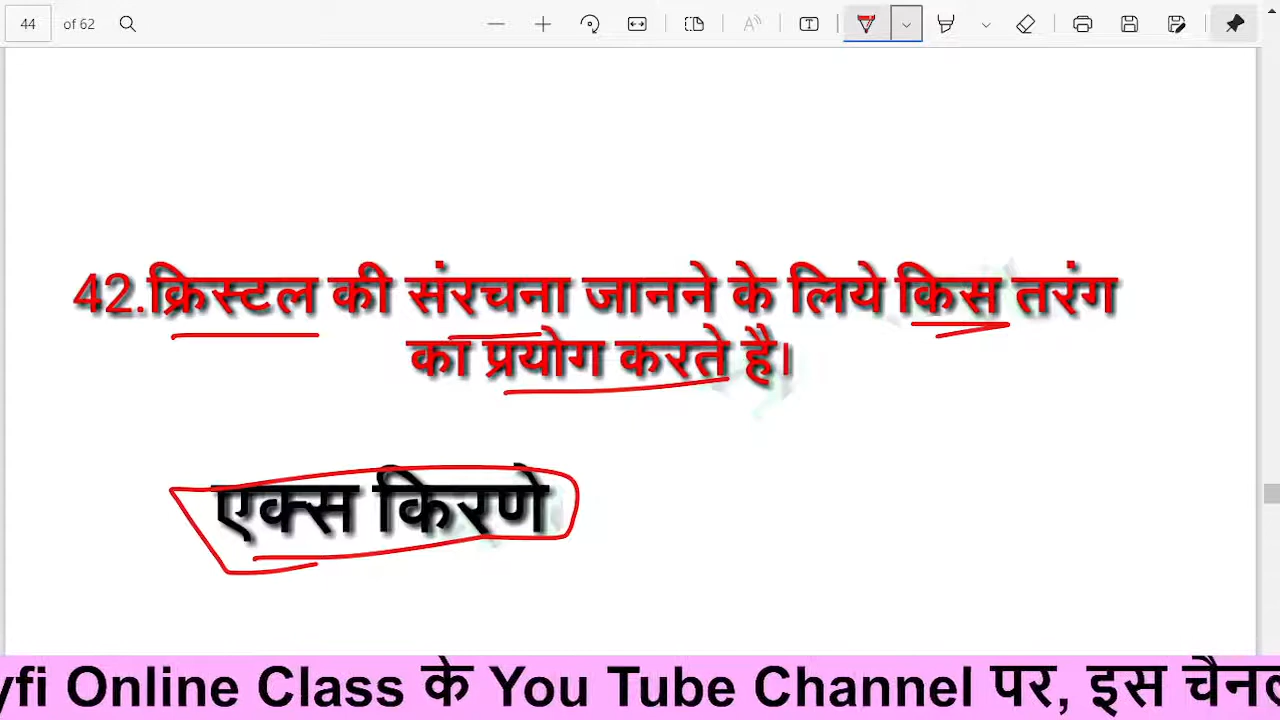 44 of 62
42.क्रिस्टल की संरचना जानने के लिये किस तरंग
का प्रयोग करते है।
एक्स किरणे
yfi Online Class के You Tube Channel पर, इस चैनल